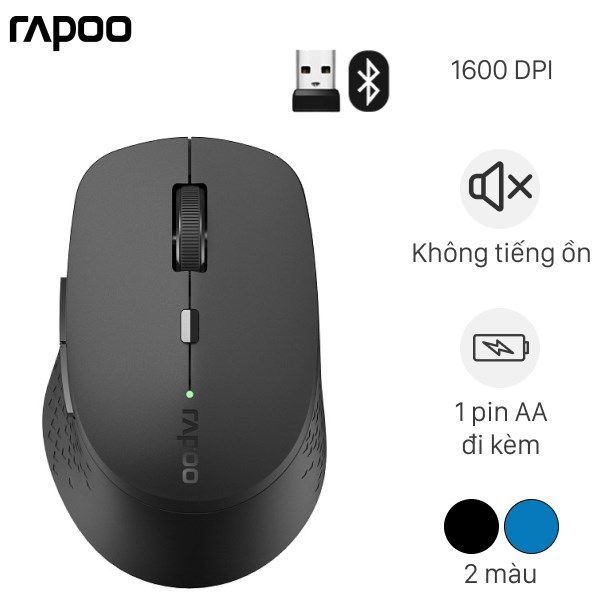 rapoo
1600 DPI
Không tiếng ồn
rapoo
1 pin AA
đi kèm
2 màu